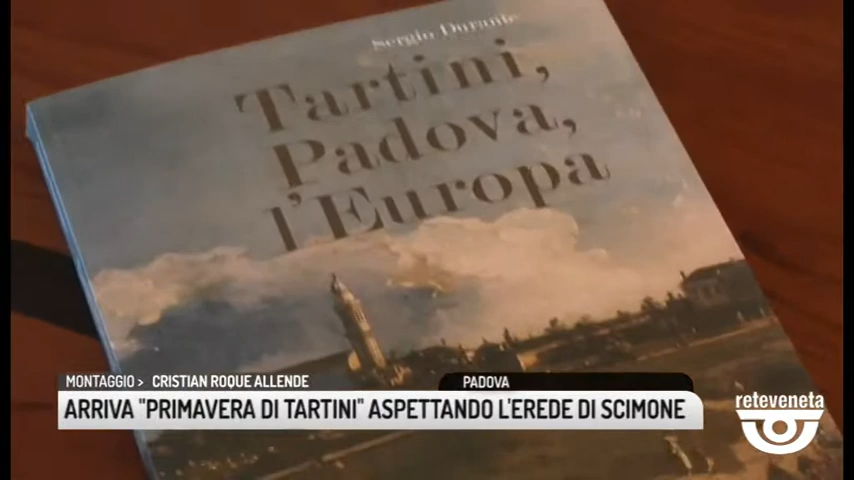 Sergio Durante
Tartini,
Padova,
l'Europa
MONTAGGIO > CRISTIAN ROQUE ALLENDE
PADOVA
ARRIVA "PRIMAVERA DI TARTINI" ASPETTANDO L'EREDE DI SCIMONE
reteveneta